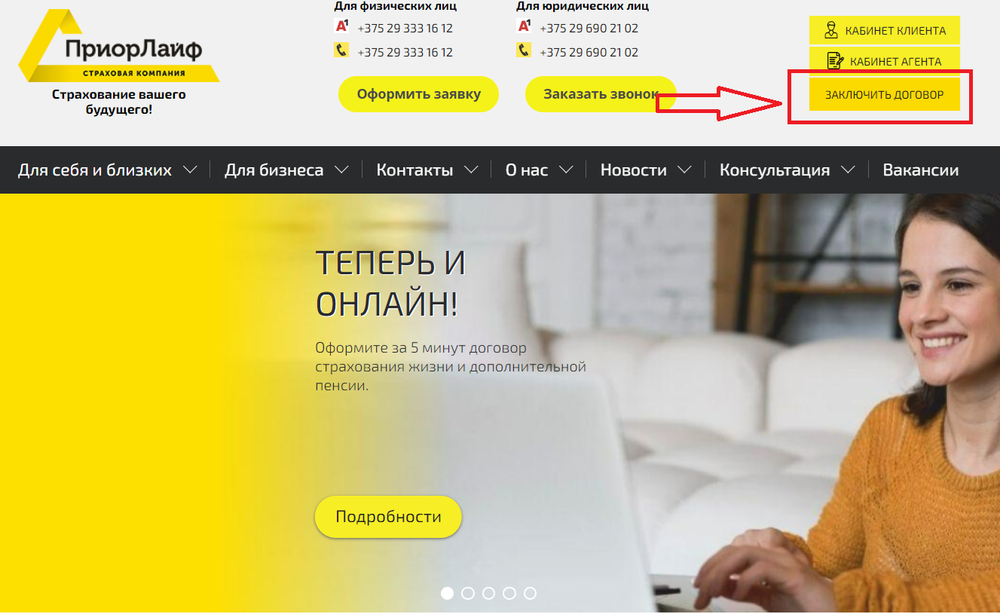 ПриорЛайф
СТРАХОВАЯ КОМПАНИЯ
Страхование вашего
будущего!
Для физических лиц
A1 +375 29 333 16 12
+375 29 333 16 12
Оформить заявку
Для юридических лиц
A1 +375 29 690 21 02
+375 29 690 21 02
Заказать звонок
КАБИНЕТ КЛИЕНТА
КАБИНЕТ АГЕНТА
ЗАКЛЮЧИТЬ ДОГОВОР
Для себя и близких Для бизнеса Контакты О нас Новости Консультация Вакансии
ТЕПЕРЬ И
ОНЛАЙН!
Оформите за 5 минут договор
страхования жизни и дополнительной
пенсии.
Подробности